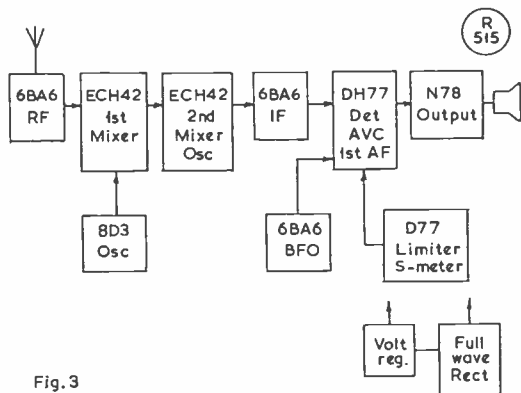 R
515
6BA6
RF
ECH42
1st
Mixer
ECH42
2nd
Mixer
Osc
6BA6
IF
DH77
Det
AVC
1st AF
N78
Output
8D3
Osc
6BA6
BFO
D77
Limiter
S-meter
Volt
reg.
Full
wave
Rect
Fig.3